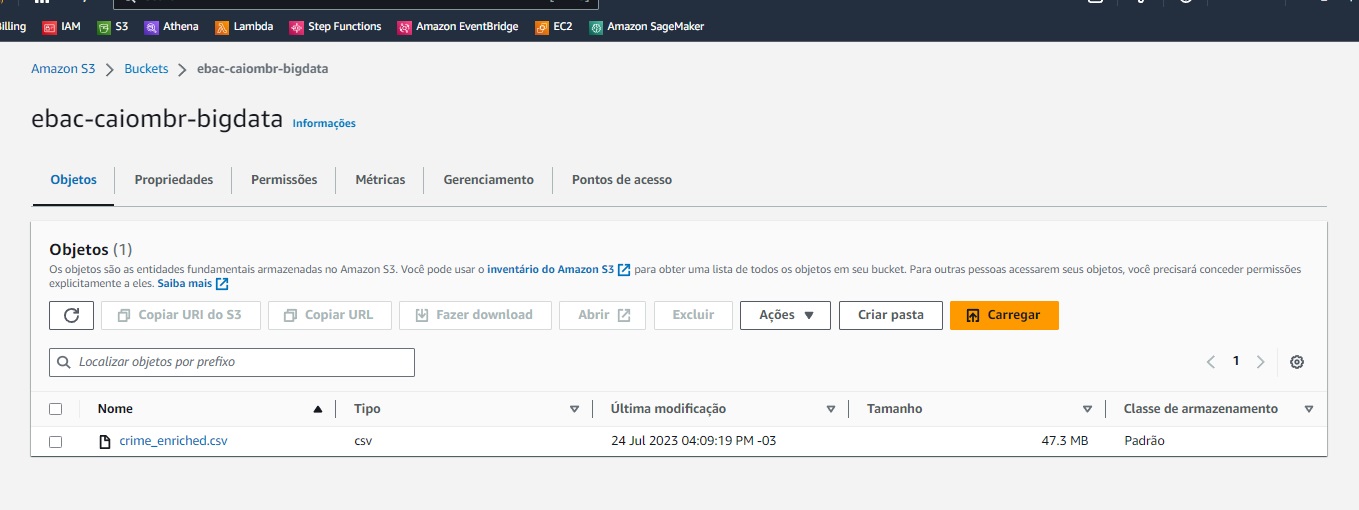 illing IAM S3 Athena Lambda Step Functions Amazon EventBridge EC2 Amazon SageMaker
Amazon S3 Buckets ebac-caiombr-bigdata
ebac-caiombr-bigdata Informações
Objetos Propriedades Permissões Métricas Gerenciamento Pontos de acesso
Objetos (1)
Os objetos são as entidades fundamentais armazenadas no Amazon S3. Você pode usar o inventário do Amazon S3 para obter uma lista de todos os objetos em seu bucket. Para outras pessoas acessarem seus objetos, você precisará conceder permissões
explicitamente a eles. Saiba mais
Copiar URI do S3 Copiar URL Fazer download Abrir Excluir Ações Criar pasta Carregar
Localizar objetos por prefixo 1
Nome Tipo Última modificação Tamanho Classe de armazenamento
crime_enriched.csv csv 24 Jul 2023 04:09:19 PM -03 47.3 MB Padrão